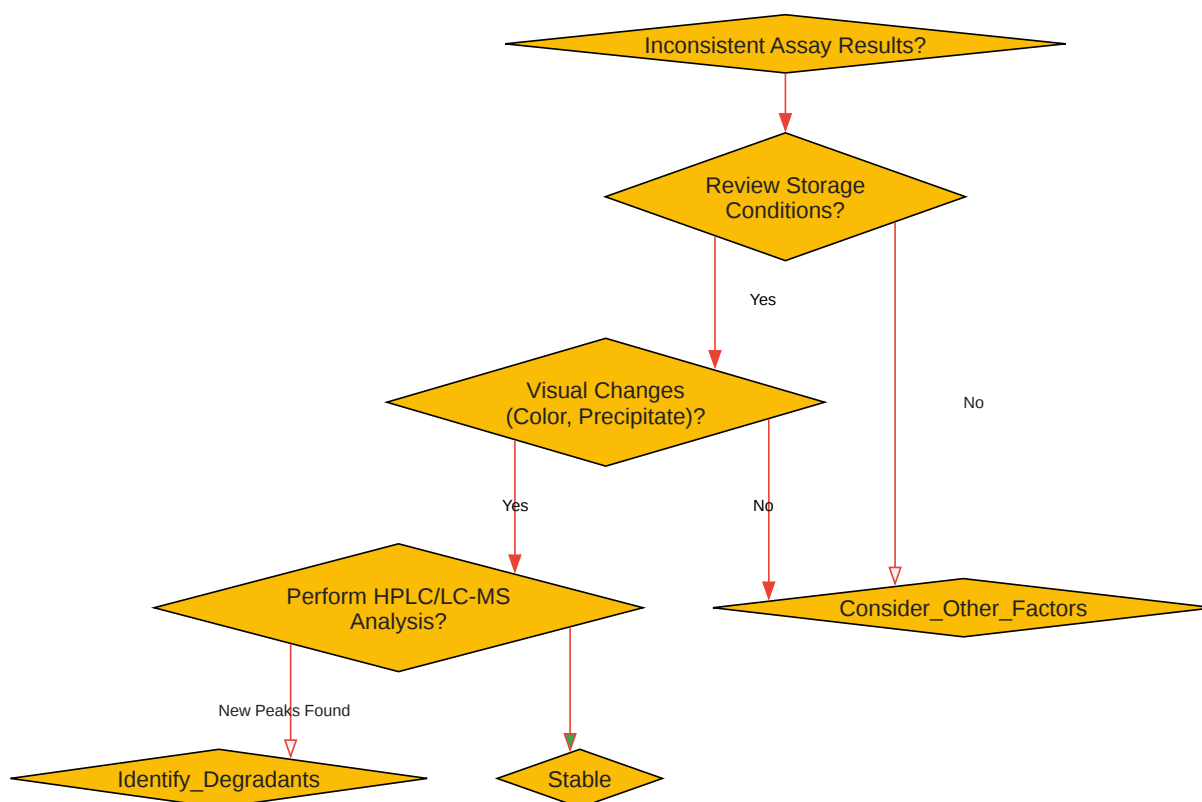 Inconsistent Assay Results?
Review Storage
Conditions?
Yes
No
Visual Changes
(Color, Precipitate)?
Yes
No
Perform HPLC/LC-MS
Analysis?
Consider_Other_Factors
New Peaks Found
Identify_Degradants
Stable